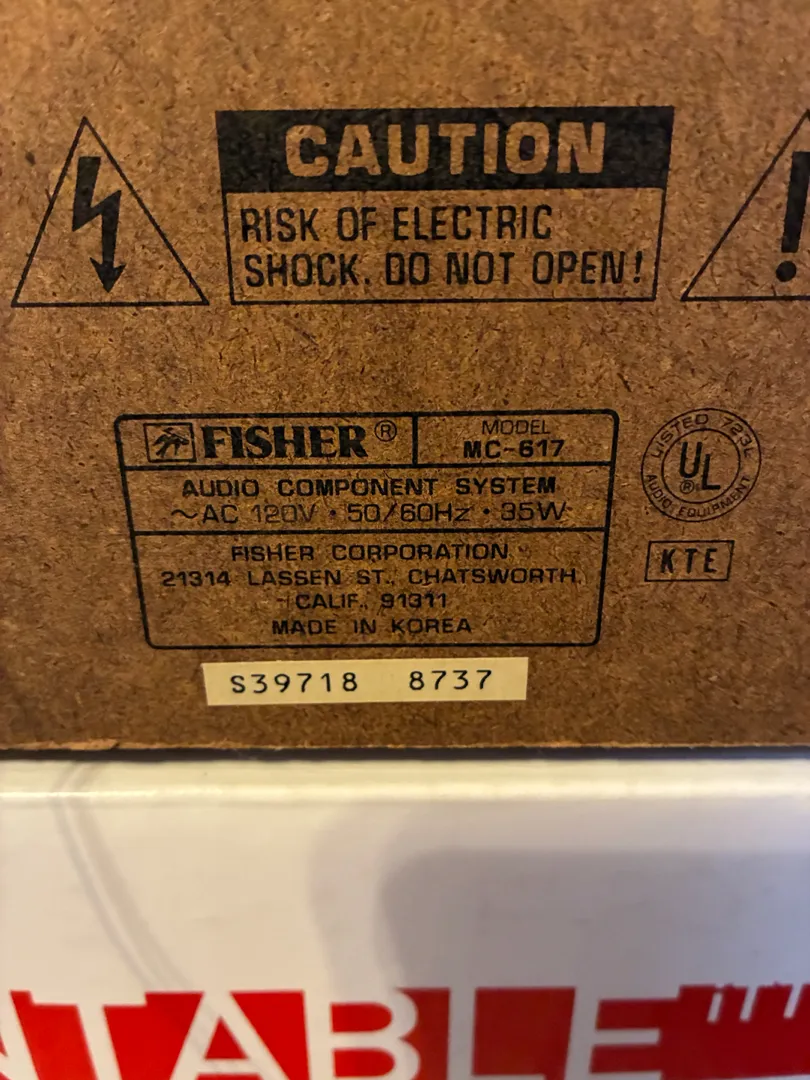 CAUTION
RISK OF ELECTRIC
SHOCK. DO NOT OPEN!
!
FISHER®
MODEL
MC-617
AUDIO COMPONENT SYSTEM
~AC 120V · 50/60Hz · 35W
FISHER CORPORATION
21314 LASSEN ST., CHATSWORTH,
CALIF., 91311
MADE IN KOREA
LISTED 723L
UL®
AUDIO EQUIPMENT
KTE
S39718 8737
TABLE